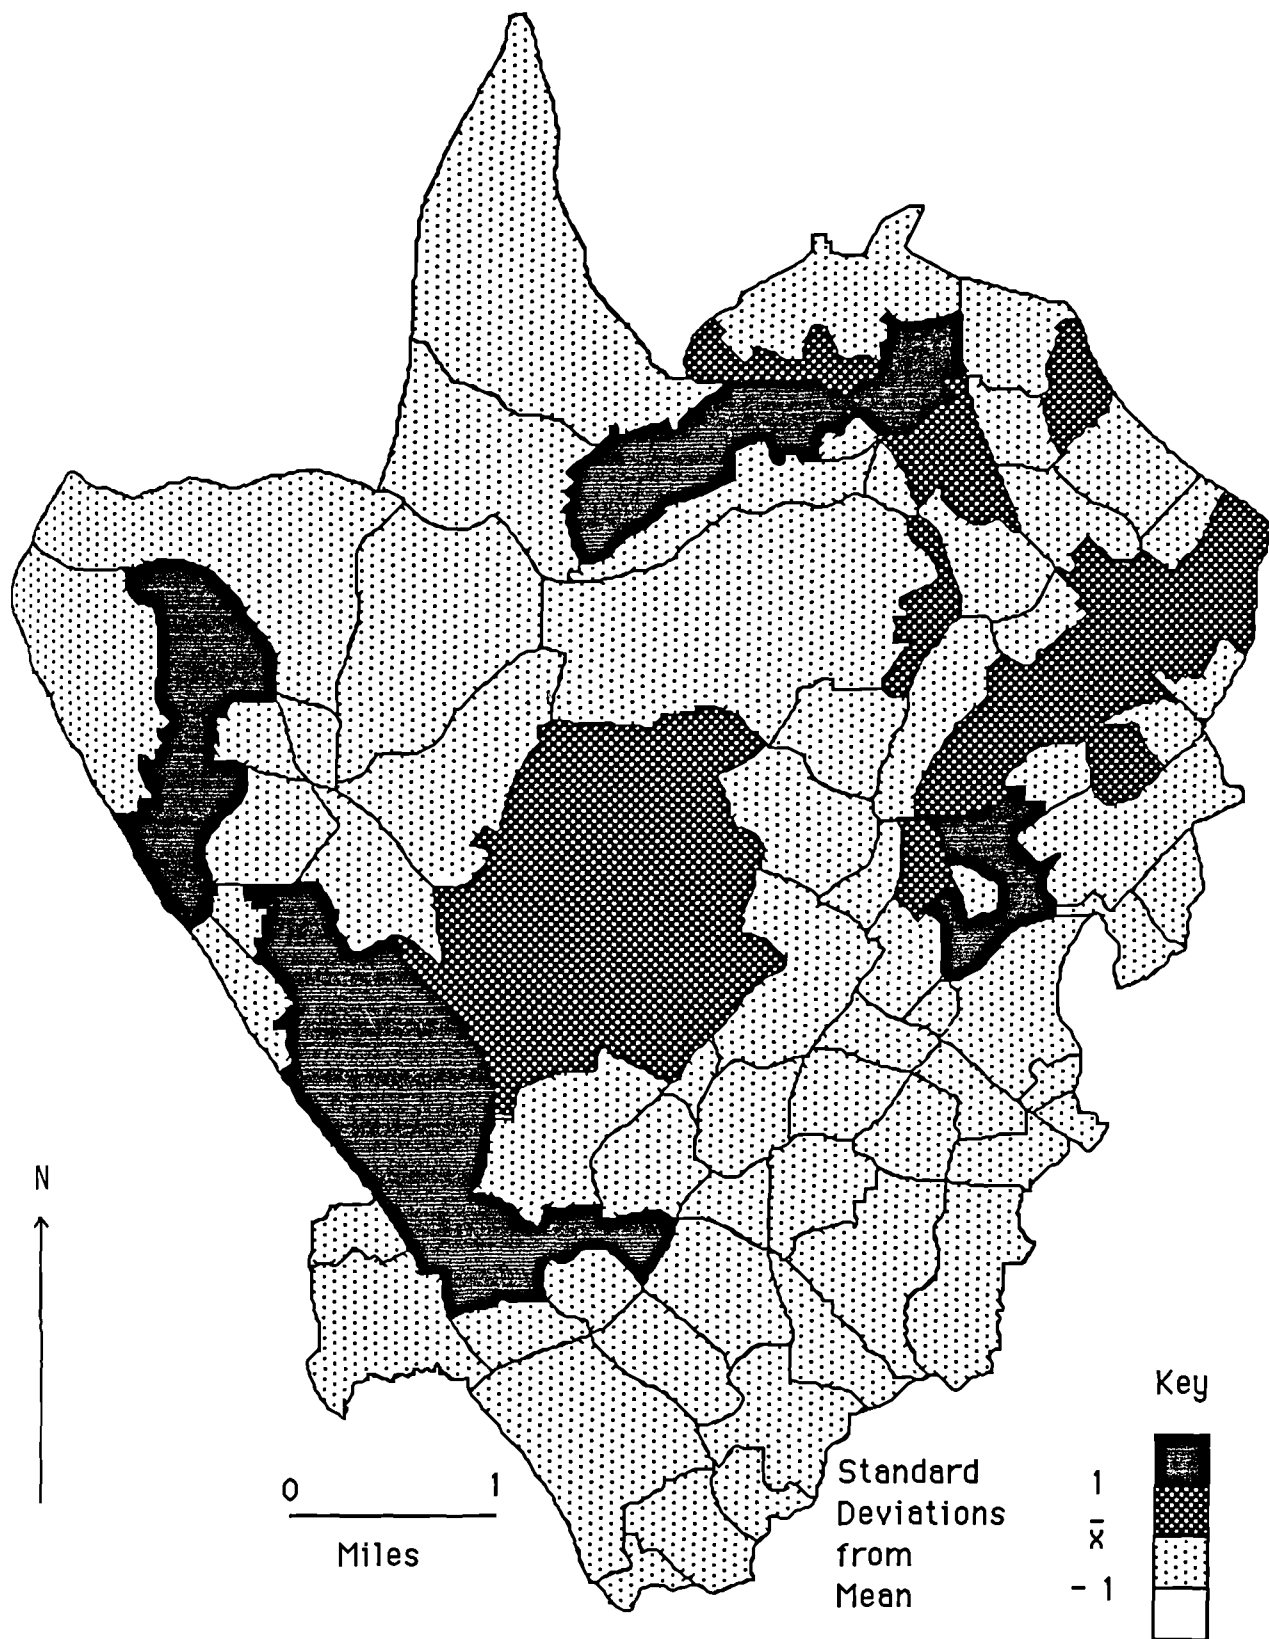 N
0 1
Miles
Key
Standard
Deviations
from
Mean
1
x̄
- 1